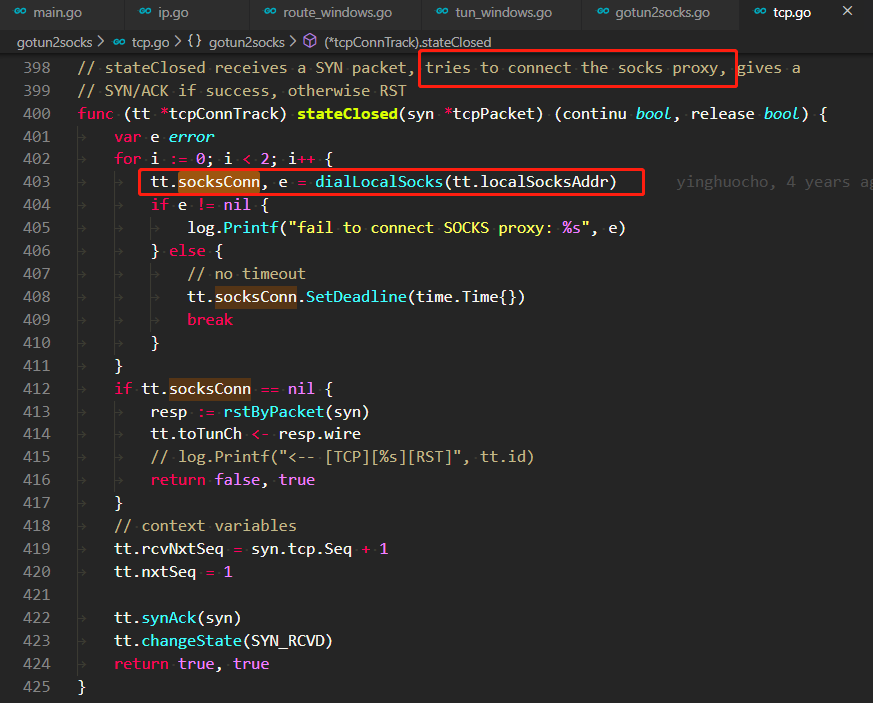 main.go ip.go route_windows.go tun_windows.go gotun2socks.go tcp.go ×
gotun2socks > tcp.go > {} gotun2socks > (*tcpConnTrack).stateClosed
398 // stateClosed receives a SYN packet, tries to connect the socks proxy, gives a
399 // SYN/ACK if success, otherwise RST
400 func (tt *tcpConnTrack) stateClosed(syn *tcpPacket) (continu bool, release bool) {
401 var e error
402 for i := 0; i < 2; i++ {
403 tt.socksConn, e = dialLocalSocks(tt.localSocksAddr) yinghuocho, 4 years ag
404 if e != nil {
405 log.Printf("fail to connect SOCKS proxy: %s", e)
406 } else {
407 // no timeout
408 tt.socksConn.SetDeadline(time.Time{})
409 break
410 }
411 }
412 if tt.socksConn == nil {
413 resp := rstByPacket(syn)
414 tt.toTunCh <- resp.wire
415 // log.Printf("<-- [TCP][%s][RST]", tt.id)
416 return false, true
417 }
418 // context variables
419 tt.rcvNxtSeq = syn.tcp.Seq + 1
420 tt.nxtSeq = 1
421
422 tt.synAck(syn)
423 tt.changeState(SYN_RCVD)
424 return true, true
425 }